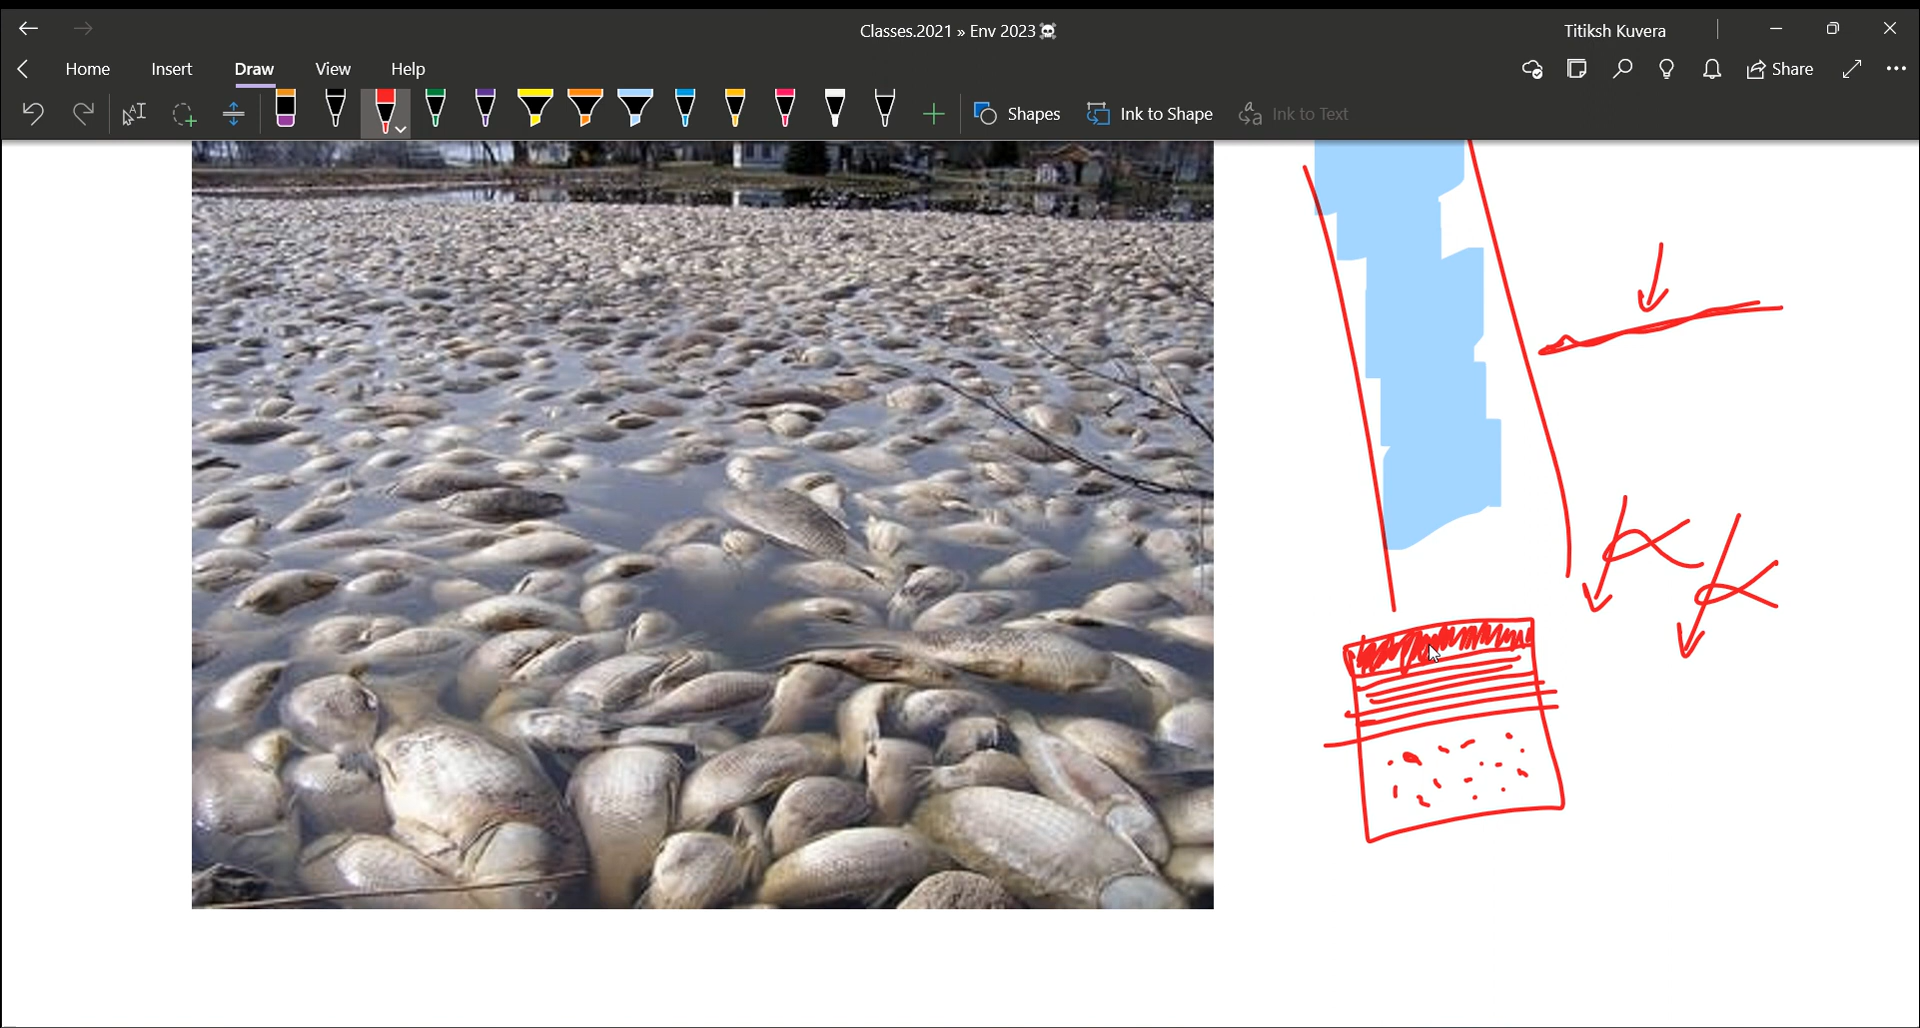 Classes.2021 » Env 2023☠
Titiksh Kuvera
Home Insert Draw View Help
Share
Shapes
Ink to Shape
Ink to Text